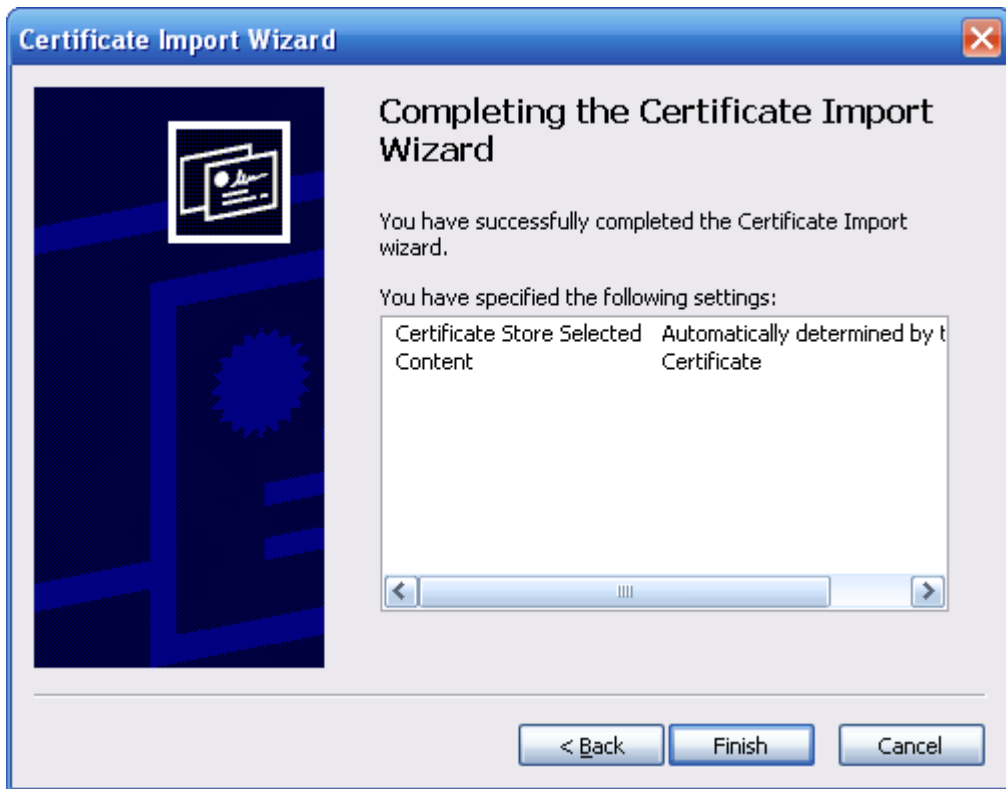 Certificate Import Wizard
Completing the Certificate Import
Wizard
You have successfully completed the Certificate Import
wizard.
You have specified the following settings:
Certificate Store Selected Automatically determined by t
Content Certificate
< Back Finish Cancel